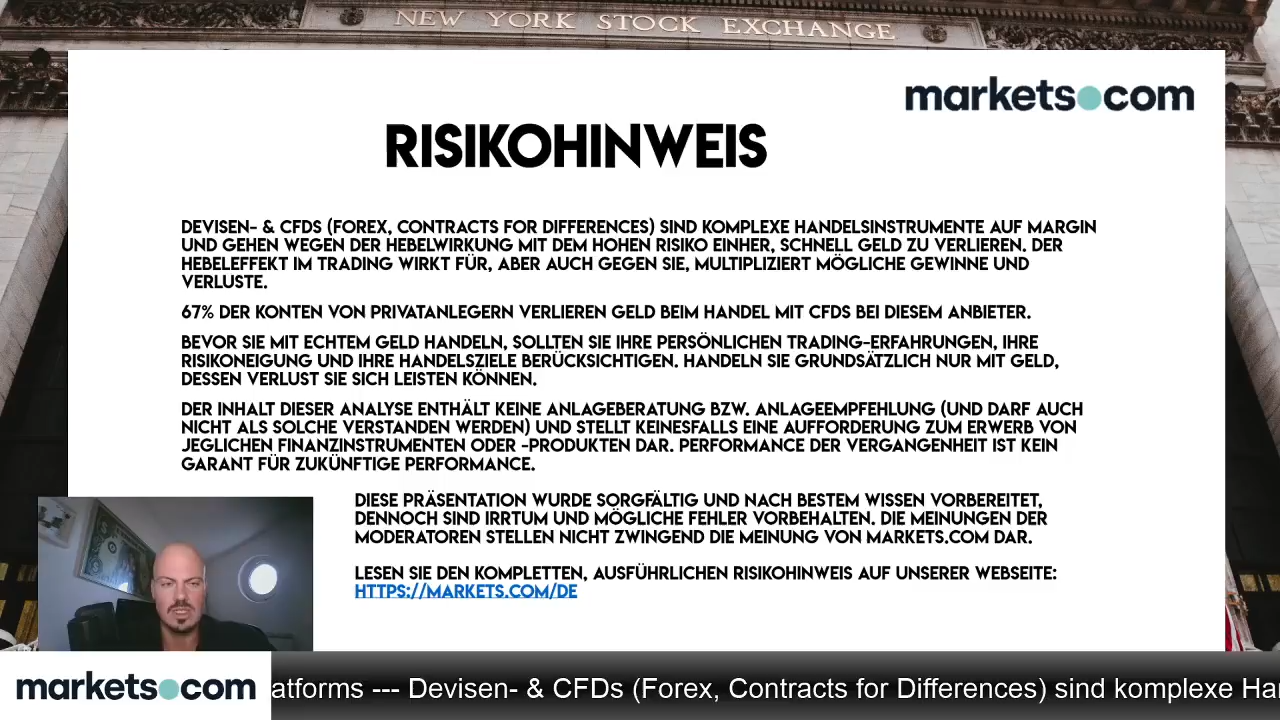 NEW YORK STOCK EXCHANGE
markets.com
RISIKOHINWEIS
DEVISEN- & CFDS (FOREX, CONTRACTS FOR DIFFERENCES) SIND KOMPLEXE HANDELSINSTRUMENTE AUF MARGIN
UND GEHEN WEGEN DER HEBELWIRKUNG MIT DEM HOHEN RISIKO EINHER, SCHNELL GELD ZU VERLIEREN. DER
HEBELEFFEKT IM TRADING WIRKT FÜR, ABER AUCH GEGEN SIE, MULTIPLIZIERT MÖGLICHE GEWINNE UND
VERLUSTE.
67% DER KONTEN VON PRIVATANLEGERN VERLIEREN GELD BEIM HANDEL MIT CFDS BEI DIESEM ANBIETER.
BEVOR SIE MIT ECHTEM GELD HANDELN, SOLLTEN SIE IHRE PERSÖNLICHEN TRADING-ERFAHRUNGEN, IHRE
RISIKONEIGUNG UND IHRE HANDELSZIELE BERÜCKSICHTIGEN. HANDELN SIE GRUNDSÄTZLICH NUR MIT GELD,
DESSEN VERLUST SIE SICH LEISTEN KÖNNEN.
DER INHALT DIESER ANALYSE ENTHÄLT KEINE ANLAGEBERATUNG BZW. ANLAGEEMPFEHLUNG (UND DARF AUCH
NICHT ALS SOLCHE VERSTANDEN WERDEN) UND STELLT KEINESFALLS EINE AUFFORDERUNG ZUM ERWERB VON
JEGLICHEN FINANZINSTRUMENTEN ODER -PRODUKTEN DAR. PERFORMANCE DER VERGANGENHEIT IST KEIN
GARANT FÜR ZUKÜNFTIGE PERFORMANCE.
DIESE PRÄSENTATION WURDE SORGFÄLTIG UND NACH BESTEM WISSEN VORBEREITET,
DENNOCH SIND IRRTUM UND MÖGLICHE FEHLER VORBEHALTEN. DIE MEINUNGEN DER
MODERATOREN STELLEN NICHT ZWINGEND DIE MEINUNG VON MARKETS.COM DAR.
LESEN SIE DEN KOMPLETTEN, AUSFÜHRLICHEN RISIKOHINWEIS AUF UNSERER WEBSEITE:
HTTPS://MARKETS.COM/DE
markets.com
atforms --- Devisen- & CFDs (Forex, Contracts for Differences) sind komplexe Har